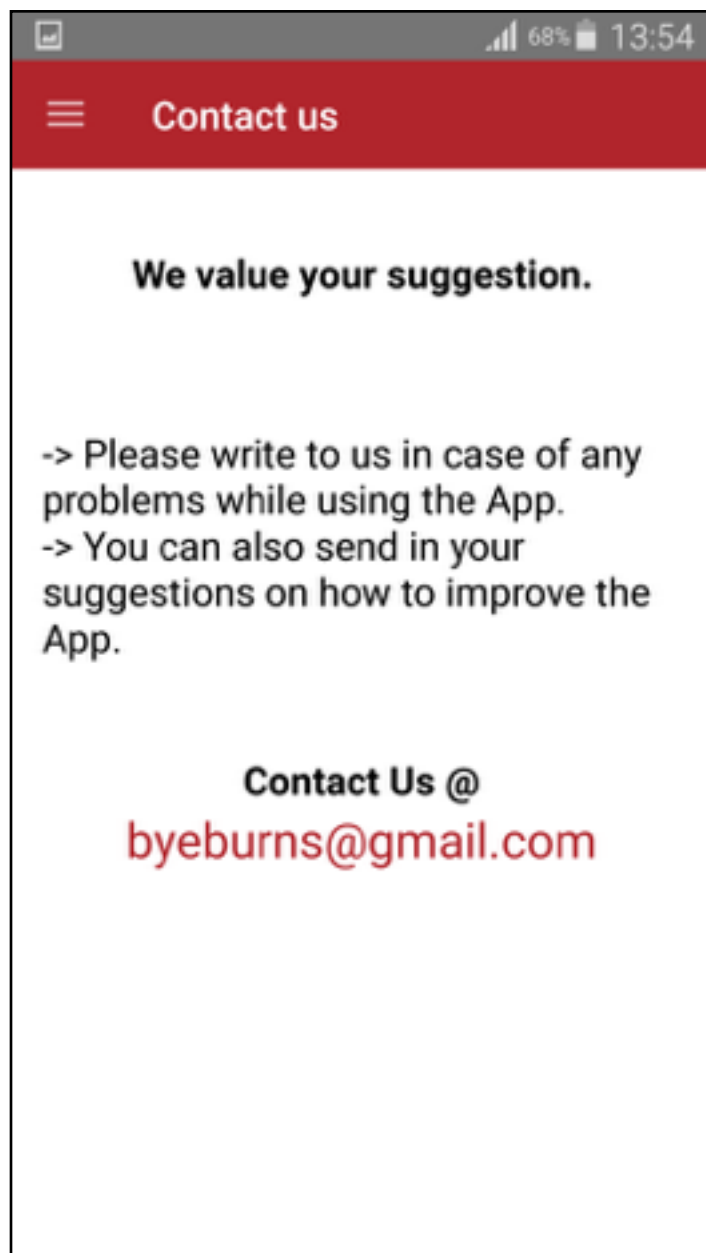 68% 13:54
Contact us
We value your suggestion.
-> Please write to us in case of any
problems while using the App.
-> You can also send in your
suggestions on how to improve the
App.
Contact Us @
byeburns@gmail.com